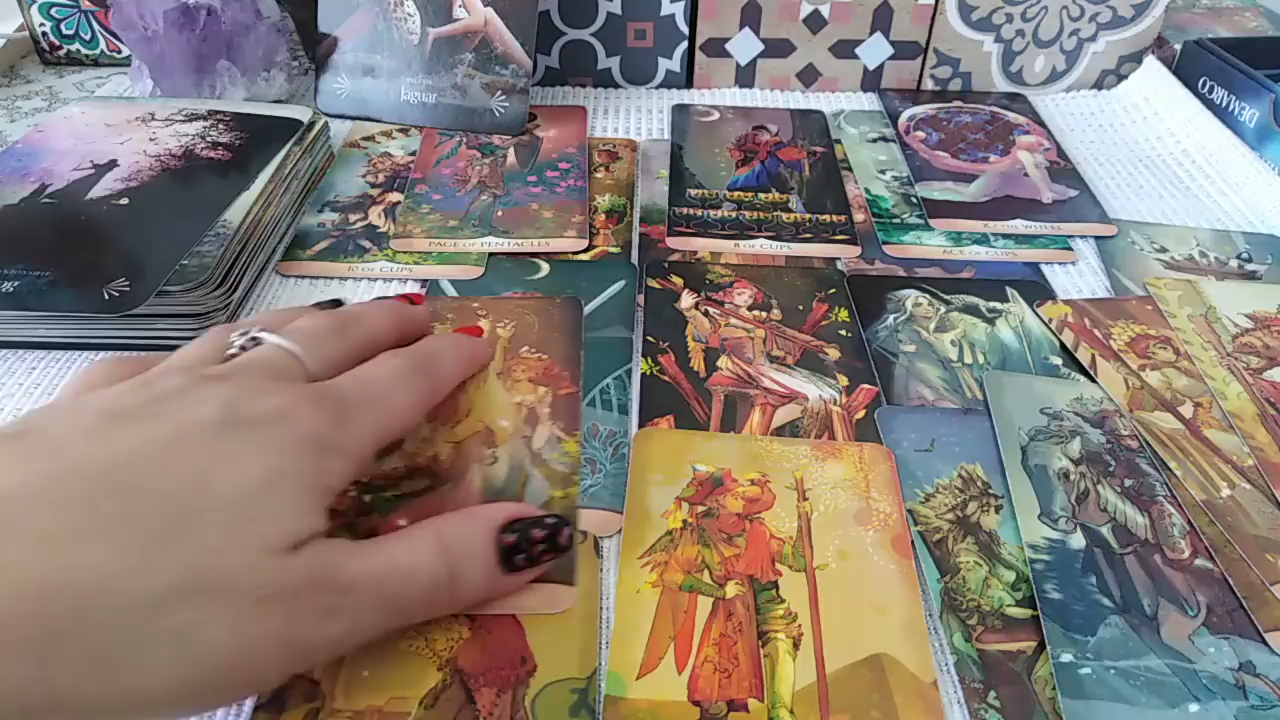 Jaguar
DEMARCO
PAGE OF PENTACLES
10 OF CUPS
8 OF CUPS
X / THE WHEEL
ACE OF CUPS